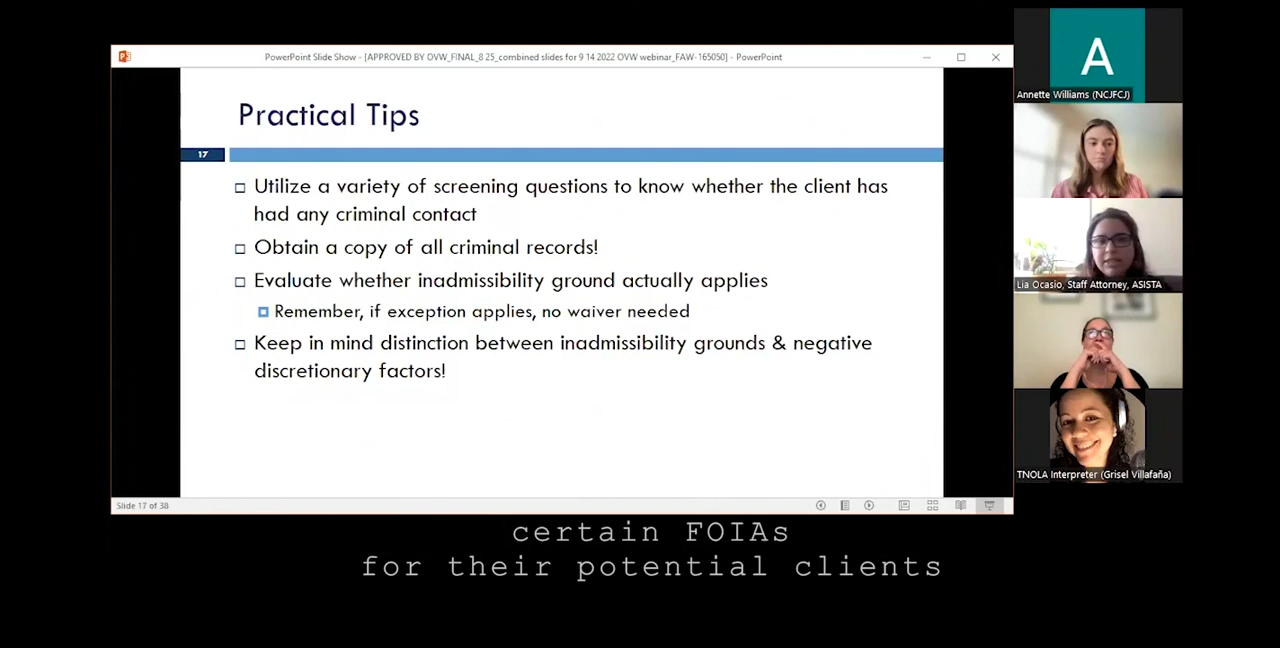 PowerPoint Slide Show - [APPROVED BY OVW_FINAL_8 25_combined slides for 9 14 2022 OVW webinar_FAW-165050] - PowerPoint
Practical Tips
17
Utilize a variety of screening questions to know whether the client has
had any criminal contact
Obtain a copy of all criminal records!
Evaluate whether inadmissibility ground actually applies
Remember, if exception applies, no waiver needed
Keep in mind distinction between inadmissibility grounds & negative
discretionary factors!
Slide 17 of 38
A
Annette Williams (NCJFCJ)
Lia Ocasio, Staff Attorney, ASISTA
TNOLA Interpreter (Grisel Villafaña)
certain FOIAs
for their potential clients